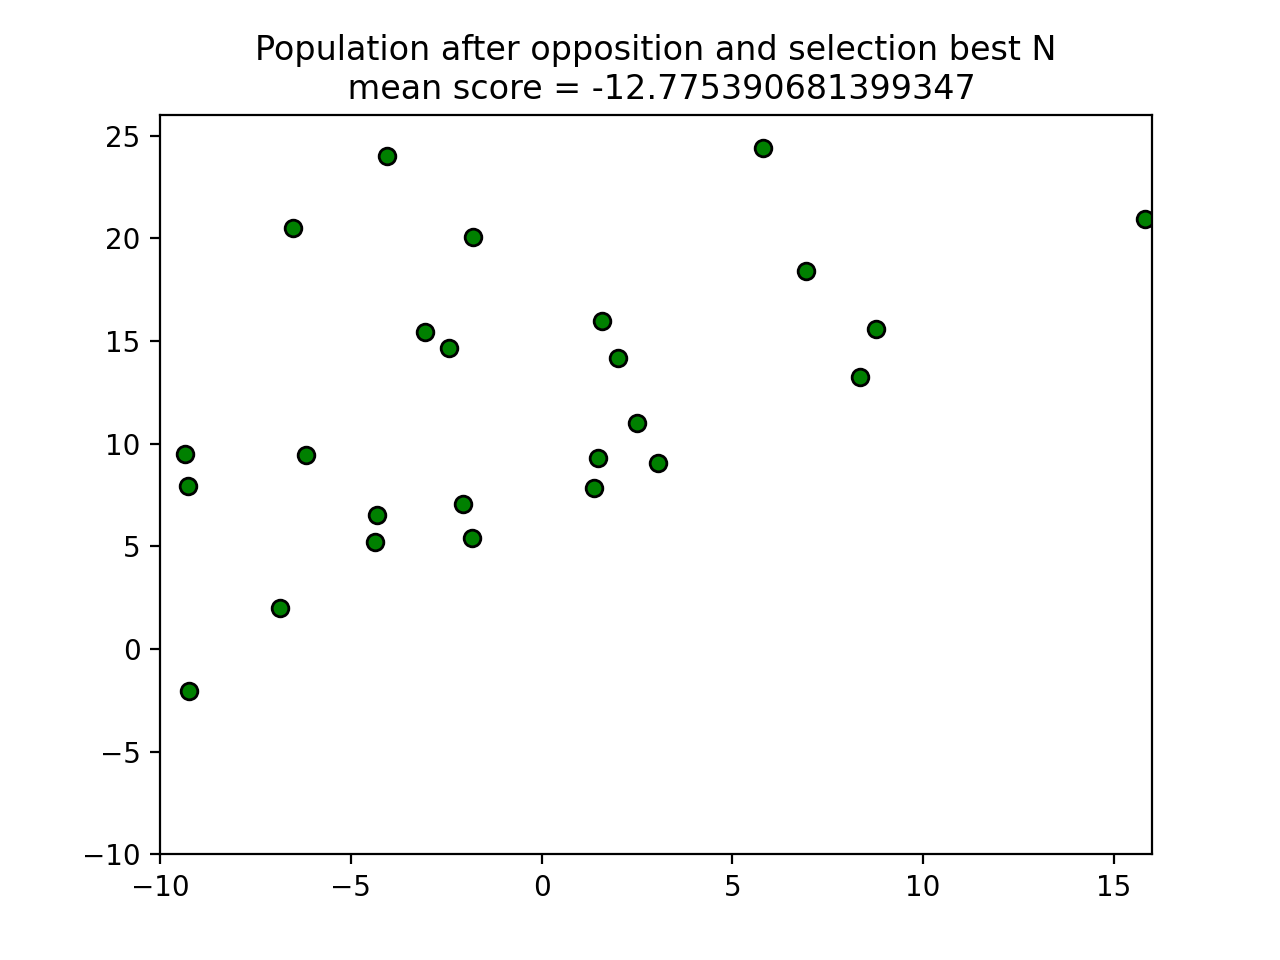 Population after opposition and selection best N
mean score = -12.775390681399347
25
20
15
10
5
0
−5
−10
−10 −5 0 5 10 15